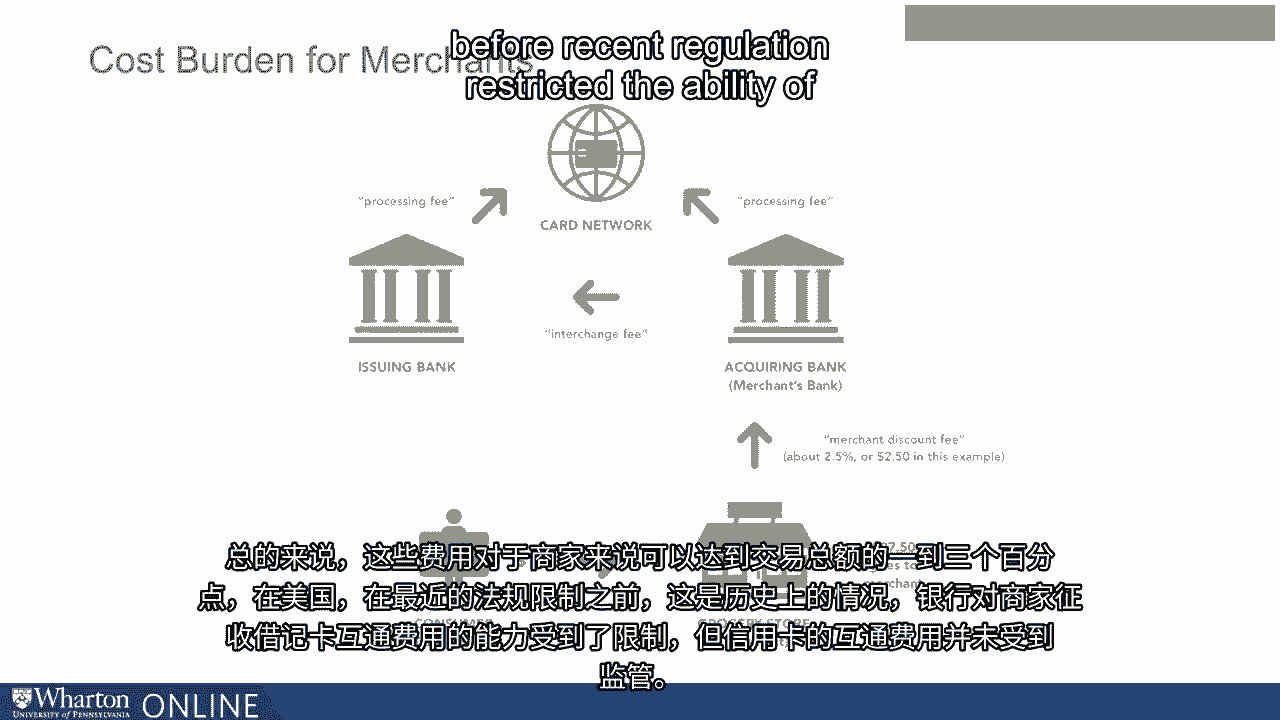 Cost Burden for Merchants
before recent regulation
restricted the ability of
"processing fee"
"processing fee"
CARD NETWORK
"interchange fee"
ISSUING BANK
ACQUIRING BANK
(Merchant's Bank)
"merchant discount fee"
(about 2.5%, or $2.50 in this example)
总的来说，这些费用对于商家来说可以达到交易总额的一到三个百分
点，在美国，在最近的法规限制之前，这是历史上的情况，银行对商家征
收借记卡互通费用的能力受到了限制，但信用卡的互通费用并未受到
监管。
Wharton
UNIVERSITY of PENNSYLVANIA
ONLINE